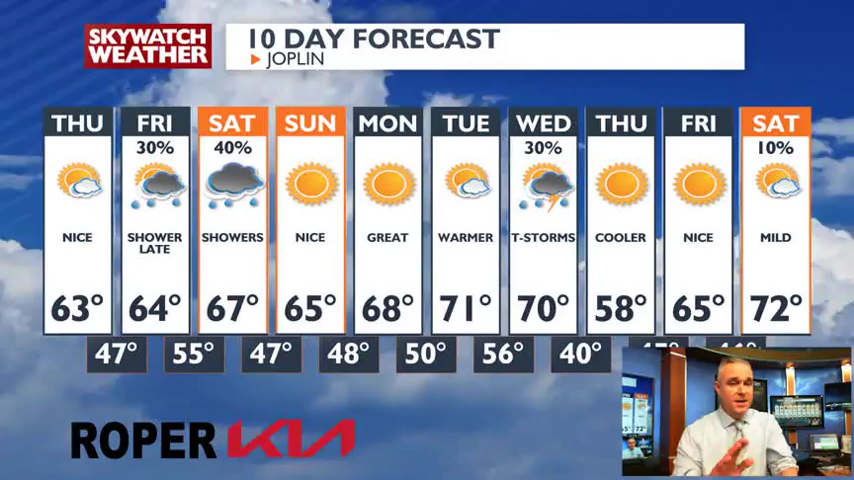 SKYWATCH
WEATHER
10 DAY FORECAST
JOPLIN
THU FRI SAT SUN MON TUE WED THU FRI SAT
30% 40% 30% 10%
NICE SHOWER LATE SHOWERS NICE GREAT WARMER T-STORMS COOLER NICE MILD
63° 64° 67° 65° 68° 71° 70° 58° 65° 72°
47° 55° 47° 48° 50° 56° 40°
ROPER KIA